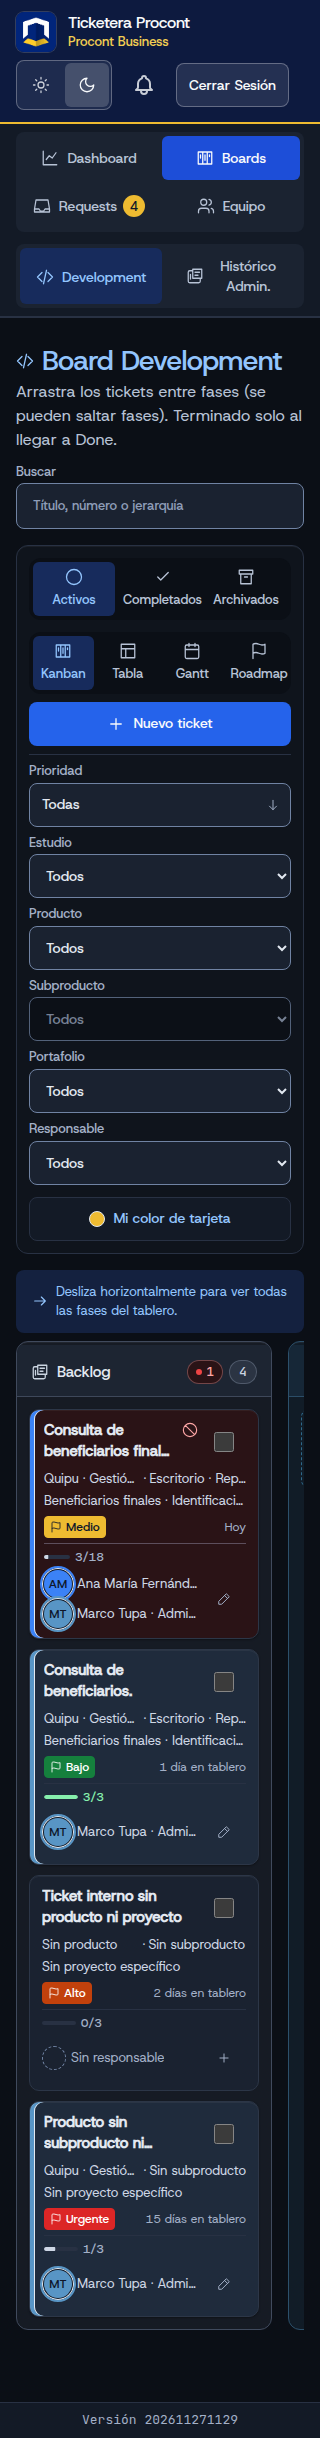 Ticketera Procont
Procont Business
Cerrar Sesión
Dashboard
Boards
Requests 4
Equipo
Development
Histórico
Admin.
Board Development
Arrastra los tickets entre fases (se
pueden saltar fases). Terminado solo al
llegar a Done.
Buscar
Título, número o jerarquía
Activos
Completados
Archivados
Kanban
Tabla
Gantt
Roadmap
Nuevo ticket
Prioridad
Todas
Estudio
Todos
Producto
Todos
Subproducto
Todos
Portafolio
Todos
Responsable
Todos
Mi color de tarjeta
Desliza horizontalmente para ver todas
las fases del tablero.
Backlog 1 4
Consulta de
beneficiarios final...
Quipu · Gestió... · Escritorio · Rep...
Beneficiarios finales · Identificaci...
Medio Hoy
3/18
AM Ana María Fernánd...
MT Marco Tupa · Admi...
Consulta de
beneficiarios.
Quipu · Gestió... · Escritorio · Rep...
Beneficiarios finales · Identificaci...
Bajo 1 día en tablero
3/3
MT Marco Tupa · Admi...
Ticket interno sin
producto ni proyecto
Sin producto · Sin subproducto
Sin proyecto específico
Alto 2 días en tablero
0/3
Sin responsable
Producto sin
subproducto ni...
Quipu · Gestió... · Sin subproducto
Sin proyecto específico
Urgente 15 días en tablero
1/3
MT Marco Tupa · Admi...
Versión 202611271129